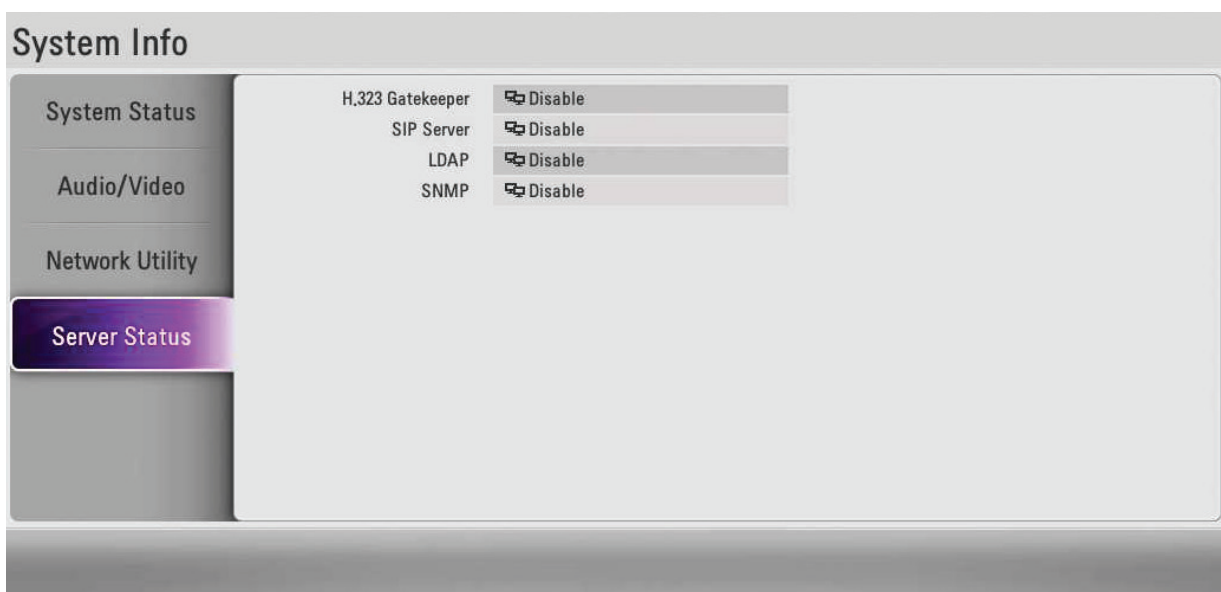 System Info
System Status
Audio/Video
Network Utility
Server Status
H.323 Gatekeeper Disable
SIP Server Disable
LDAP Disable
SNMP Disable